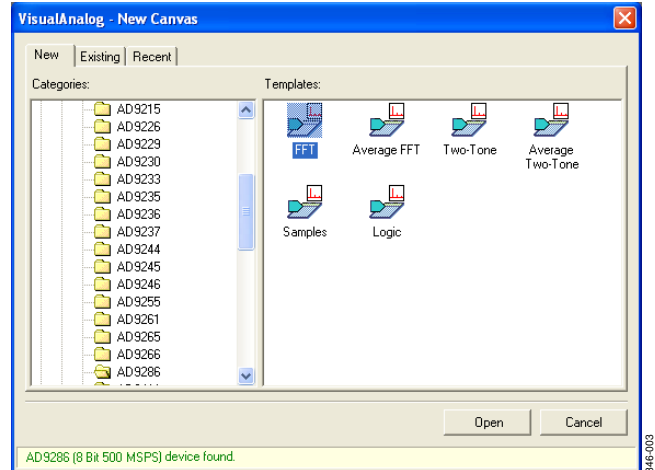 VisualAnalog - New Canvas
New Existing Recent
Categories:
Templates:
AD9215
AD9226
AD9229
AD9230
AD9233
AD9235
AD9236
AD9237
AD9244
AD9245
AD9246
AD9255
AD9261
AD9265
AD9266
AD9286
FFT
Average FFT
Two-Tone
Average
Two-Tone
Samples
Logic
Open
Cancel
AD9286 (8 Bit 500 MSPS) device found.
346-003